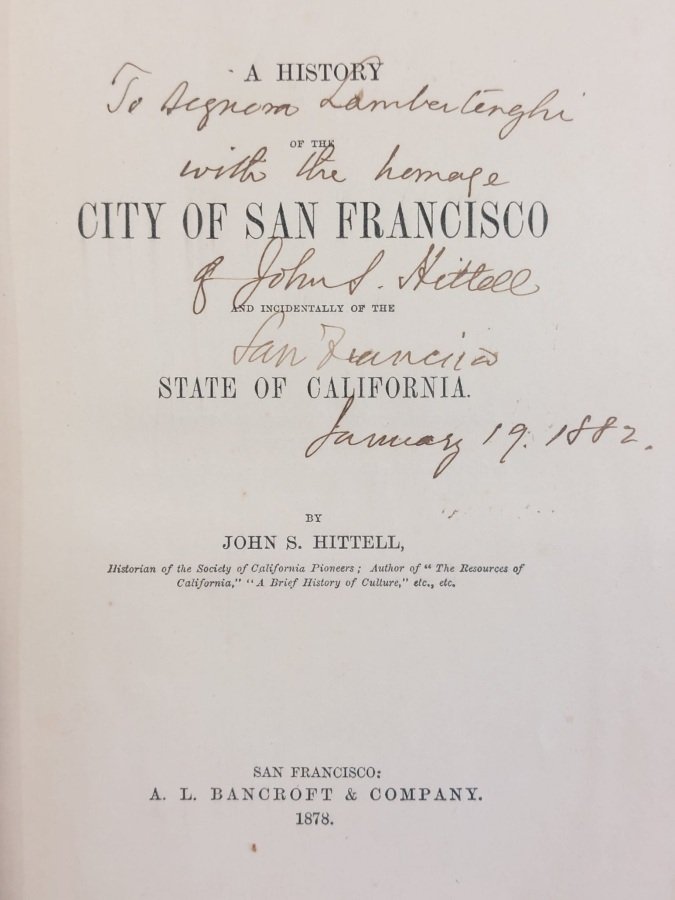 A HISTORY
To Signora Lambertenghi
OF THE
with the homage
CITY OF SAN FRANCISCO
of John S. Hittell
AND INCIDENTALLY OF THE
San Francisco
STATE OF CALIFORNIA.
January 19. 1882.
BY
JOHN S. HITTELL,
Historian of the Society of California Pioneers; Author of "The Resources of
California," "A Brief History of Culture," etc., etc.
SAN FRANCISCO:
A. L. BANCROFT & COMPANY.
1878.